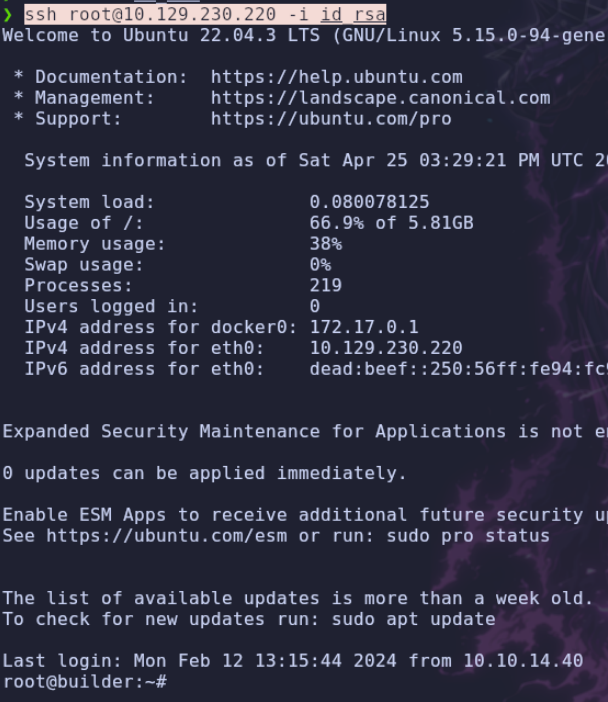 ❯ ssh root@10.129.230.220 -i id_rsa
Welcome to Ubuntu 22.04.3 LTS (GNU/Linux 5.15.0-94-gene
* Documentation:  https://help.ubuntu.com
* Management:     https://landscape.canonical.com
* Support:        https://ubuntu.com/pro
System information as of Sat Apr 25 03:29:21 PM UTC 2
System load:               0.080078125
Usage of /:                66.9% of 5.81GB
Memory usage:              38%
Swap usage:                0%
Processes:                 219
Users logged in:           0
IPv4 address for docker0: 172.17.0.1
IPv4 address for eth0:     10.129.230.220
IPv6 address for eth0:     dead:beef::250:56ff:fe94:fc
Expanded Security Maintenance for Applications is not e
0 updates can be applied immediately.
Enable ESM Apps to receive additional future security u
See https://ubuntu.com/esm or run: sudo pro status
The list of available updates is more than a week old.
To check for new updates run: sudo apt update
Last login: Mon Feb 12 13:15:44 2024 from 10.10.14.40
root@builder:~#